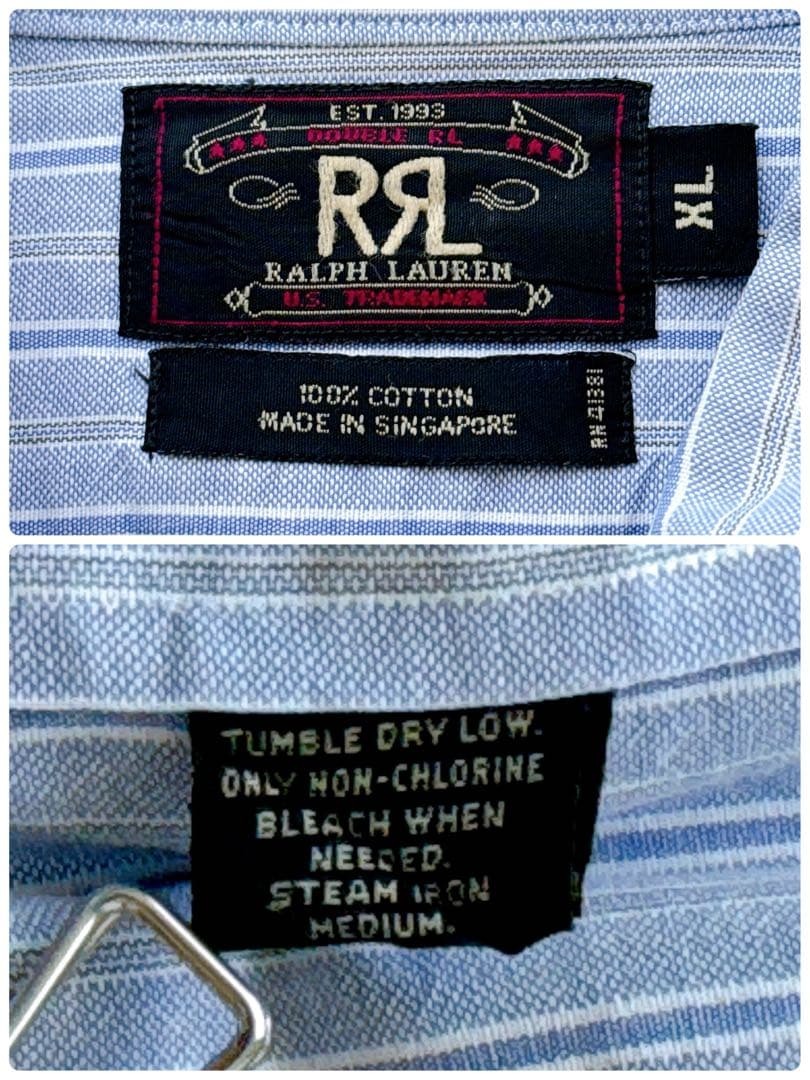 EST. 1993
DOUBLE RL
RRL
RALPH LAUREN
U.S. TRADEMARK
XL
100% COTTON
MADE IN SINGAPORE
RN 41381
TUMBLE DRY LOW.
ONLY NON-CHLORINE
BLEACH WHEN
NEEDED.
STEAM IRON
MEDIUM.